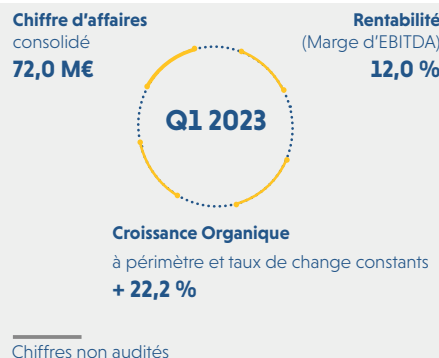 Chiffre d'affaires
consolidé
72,0 M€
Rentabilité
(Marge d'EBITDA)
12,0 %
Q1 2023
Croissance Organique
à périmètre et taux de change constants
+ 22,2 %
Chiffres non audités